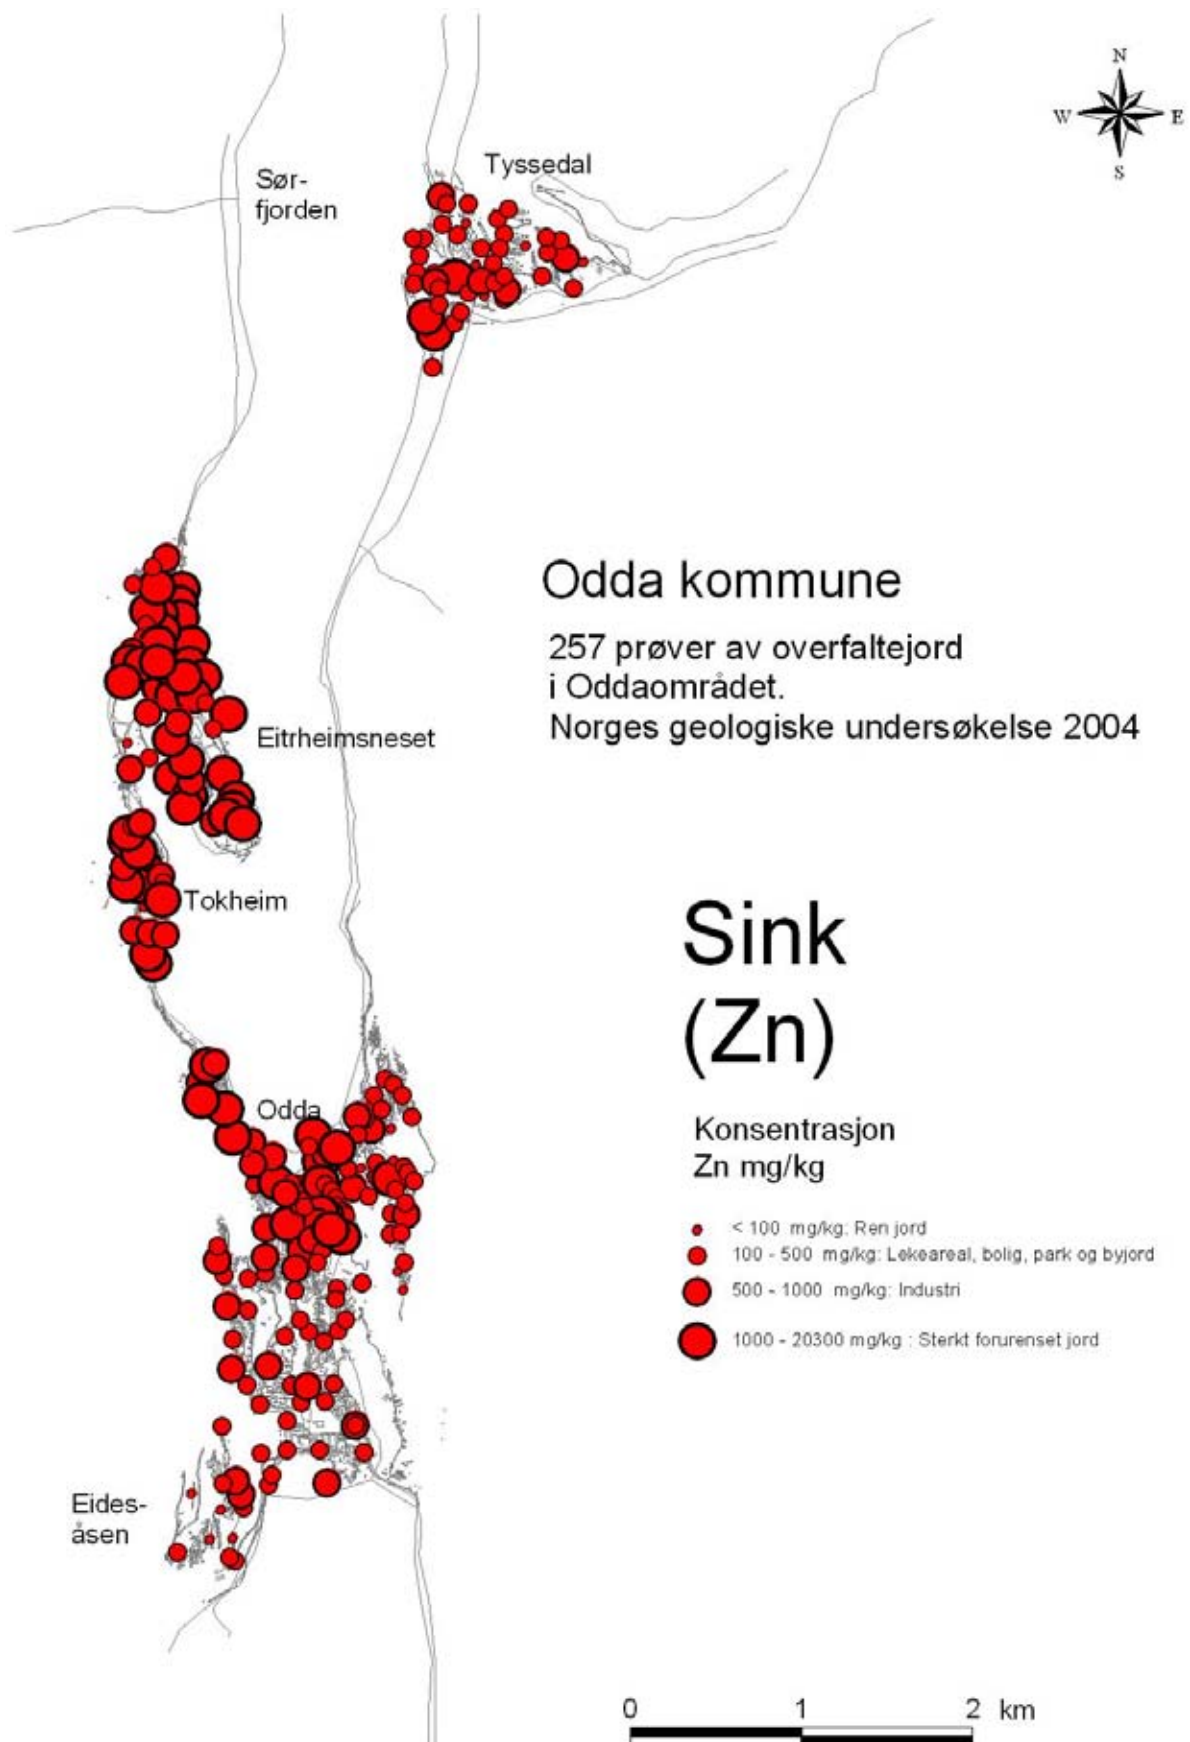 N
W E
S
Tyssedal
Sør-
fjorden
Odda kommune
257 prøver av overfaltejord
i Oddaområdet.
Norges geologiske undersøkelse 2004
Eitrheimsneset
Tokheim
Sink
(Zn)
Odda
Konsentrasjon
Zn mg/kg
< 100 mg/kg: Ren jord
100 - 500 mg/kg: Lekeareal, bolig, park og byjord
500 - 1000 mg/kg: Industri
1000 - 20300 mg/kg : Sterkt forurenset jord
Eides-
åsen
0 1 2 km